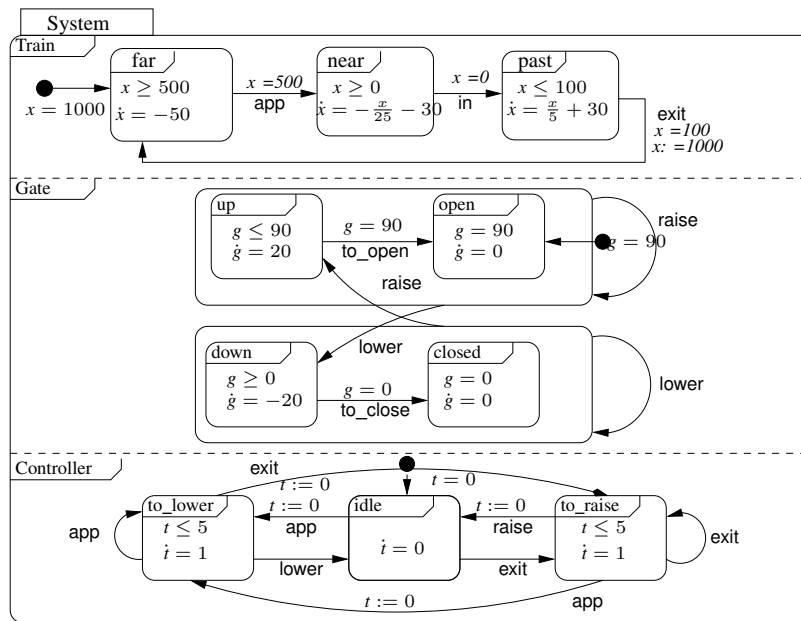 System
Train
far
x ≥ 500
ẋ = −50
x = 1000
x =500
app
near
x ≥ 0
ẋ = −x/25 − 30
x =0
in
past
x ≤ 100
ẋ = x/5 + 30
exit
x =100
x: =1000
Gate
up
g ≤ 90
ġ = 20
g = 90
to_open
open
g = 90
ġ = 0
g = 90
raise
raise
lower
down
g ≥ 0
ġ = −20
g = 0
to_close
closed
g = 0
ġ = 0
lower
Controller
exit
t := 0
t = 0
to_lower
t ≤ 5
ṫ = 1
app
t := 0
app
lower
idle
ṫ = 0
t := 0
raise
exit
to_raise
t ≤ 5
ṫ = 1
exit
t := 0
app